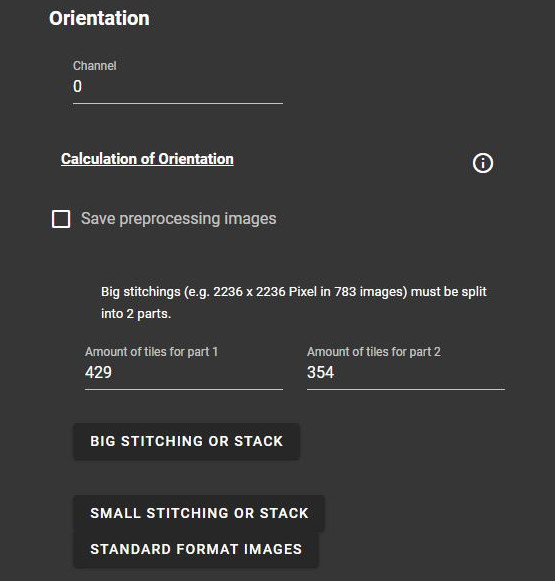 Orientation
Channel
0
Calculation of Orientation
Save preprocessing images
Big stitchings (e.g. 2236 x 2236 Pixel in 783 images) must be split
into 2 parts.
Amount of tiles for part 1 Amount of tiles for part 2
429 354
BIG STITCHING OR STACK
SMALL STITCHING OR STACK
STANDARD FORMAT IMAGES